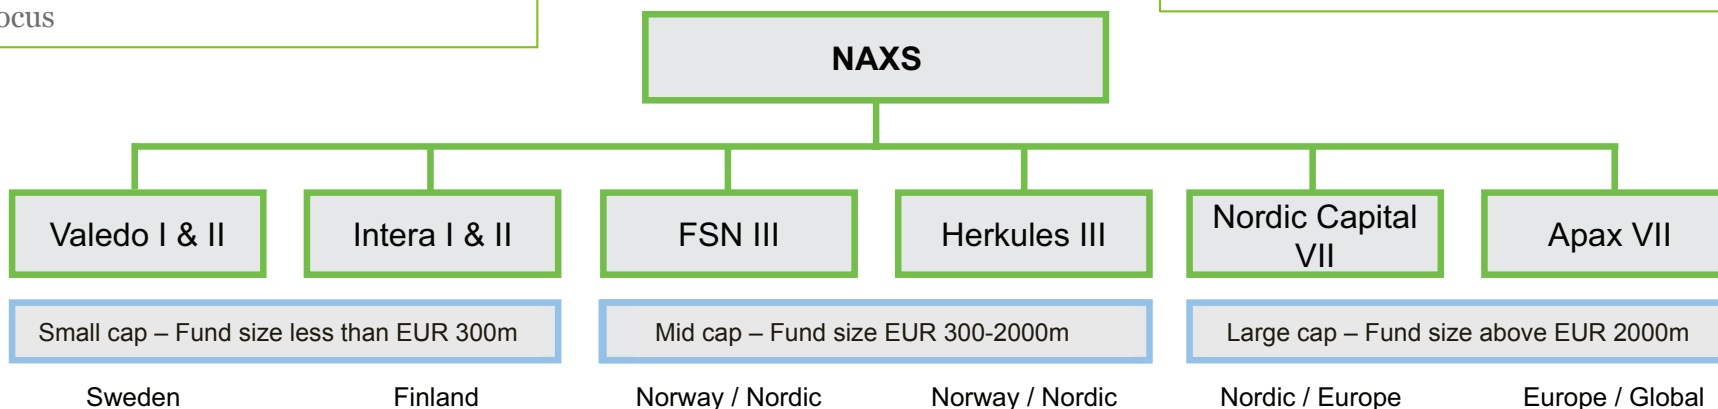 NAXS
Valedo I & II
Intera I & II
FSN III
Herkules III
Nordic Capital
VII
Apax VII
Small cap – Fund size less than EUR 300m
Mid cap – Fund size EUR 300-2000m
Large cap – Fund size above EUR 2000m
Sweden
Finland
Norway / Nordic
Norway / Nordic
Nordic / Europe
Europe / Global